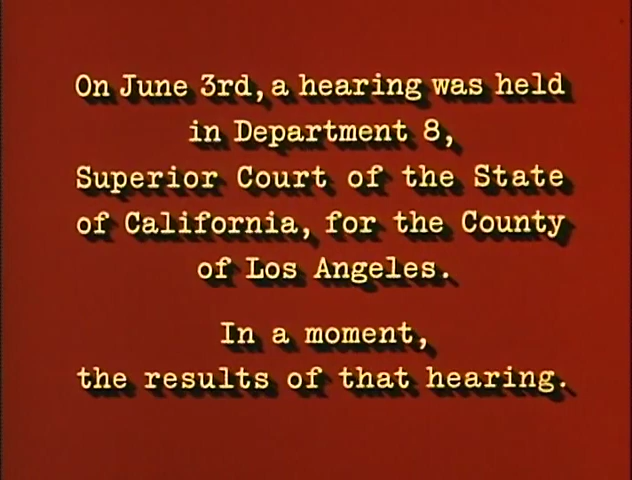 On June 3rd, a hearing was held
in Department 8,
Superior Court of the State
of California, for the County
of Los Angeles.
In a moment,
the results of that hearing.